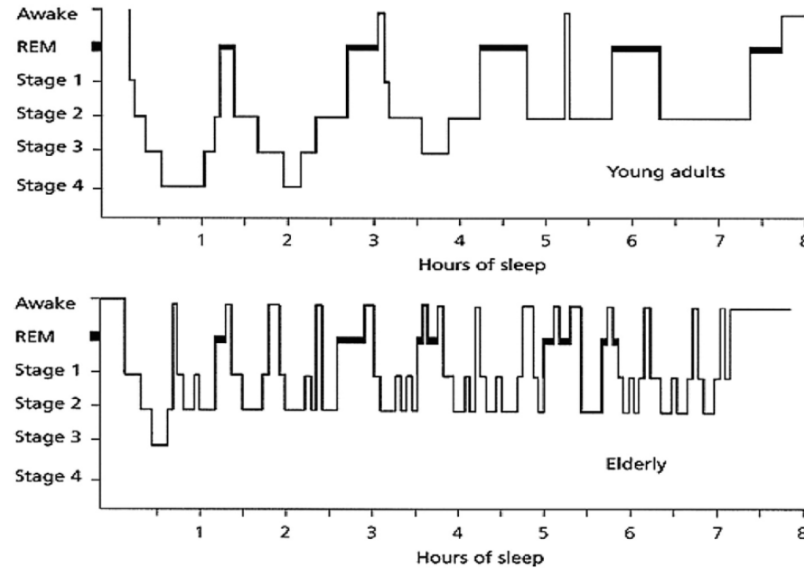 Awake
REM
Stage 1
Stage 2
Stage 3
Stage 4
Young adults
1 2 3 4 5 6 7 8
Hours of sleep
Awake
REM
Stage 1
Stage 2
Stage 3
Stage 4
Elderly
1 2 3 4 5 6 7 8
Hours of sleep